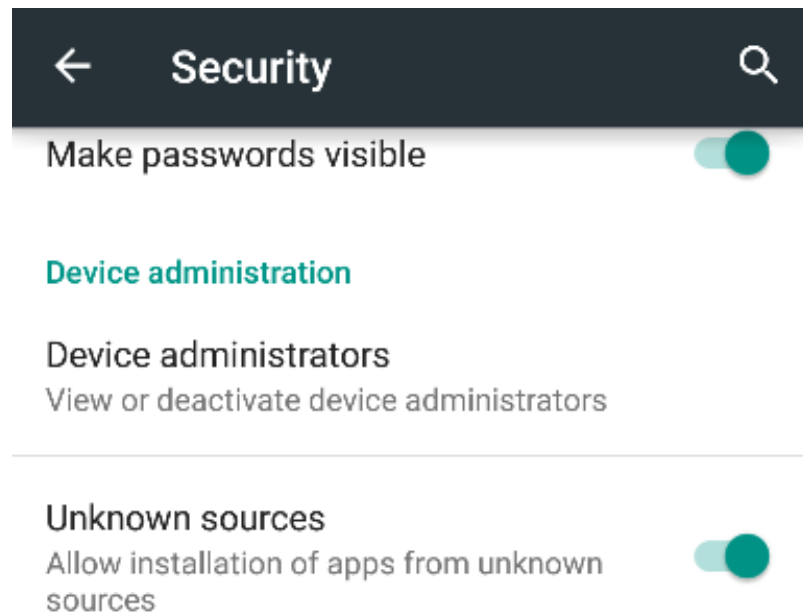 Security
Make passwords visible
Device administration
Device administrators
View or deactivate device administrators
Unknown sources
Allow installation of apps from unknown
sources